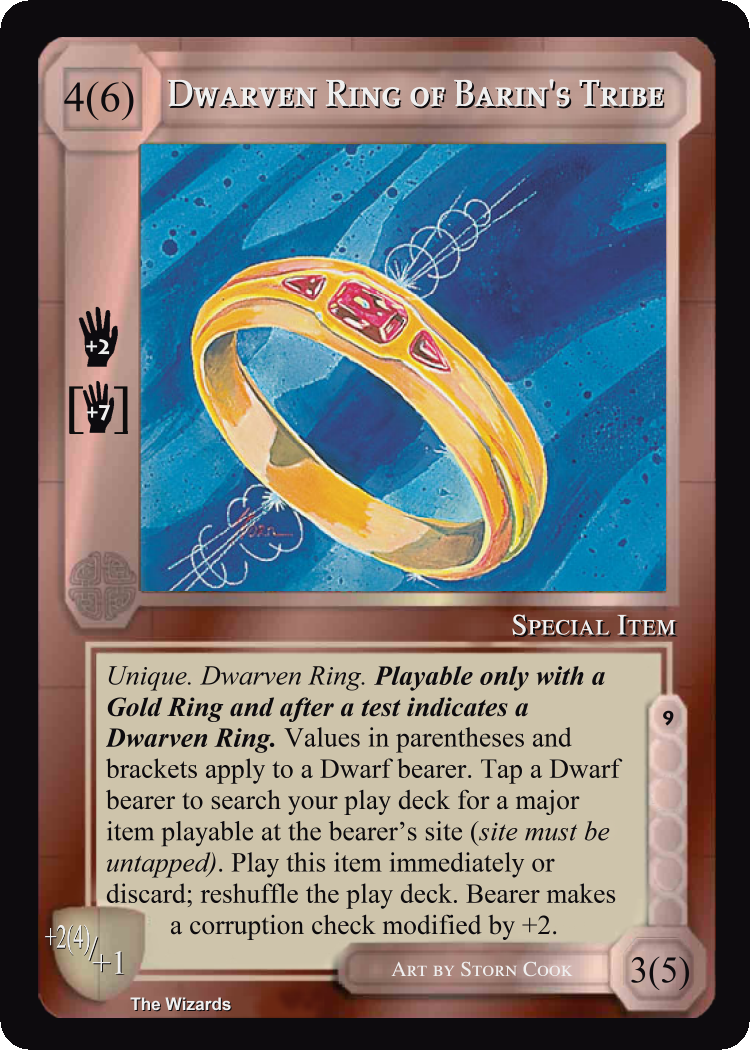 4(6)
Dwarven Ring of Barin's Tribe
+2
[+7]
Special Item
Unique. Dwarven Ring. Playable only with a
Gold Ring and after a test indicates a
Dwarven Ring. Values in parentheses and
brackets apply to a Dwarf bearer. Tap a Dwarf
bearer to search your play deck for a major
item playable at the bearer's site (site must be
untapped). Play this item immediately or
discard; reshuffle the play deck. Bearer makes
a corruption check modified by +2.
9
+2(4)/+1
Art by Storn Cook
3(5)
The Wizards